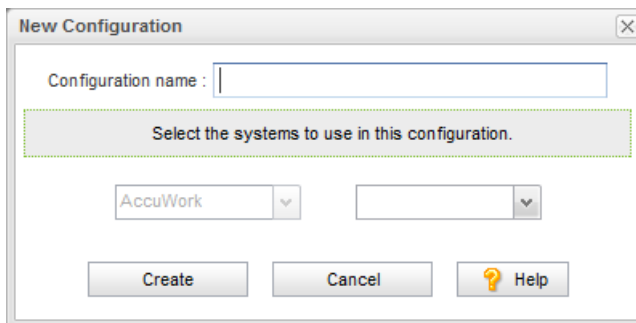 New Configuration
Configuration name :
Select the systems to use in this configuration.
AccuWork
Create Cancel Help